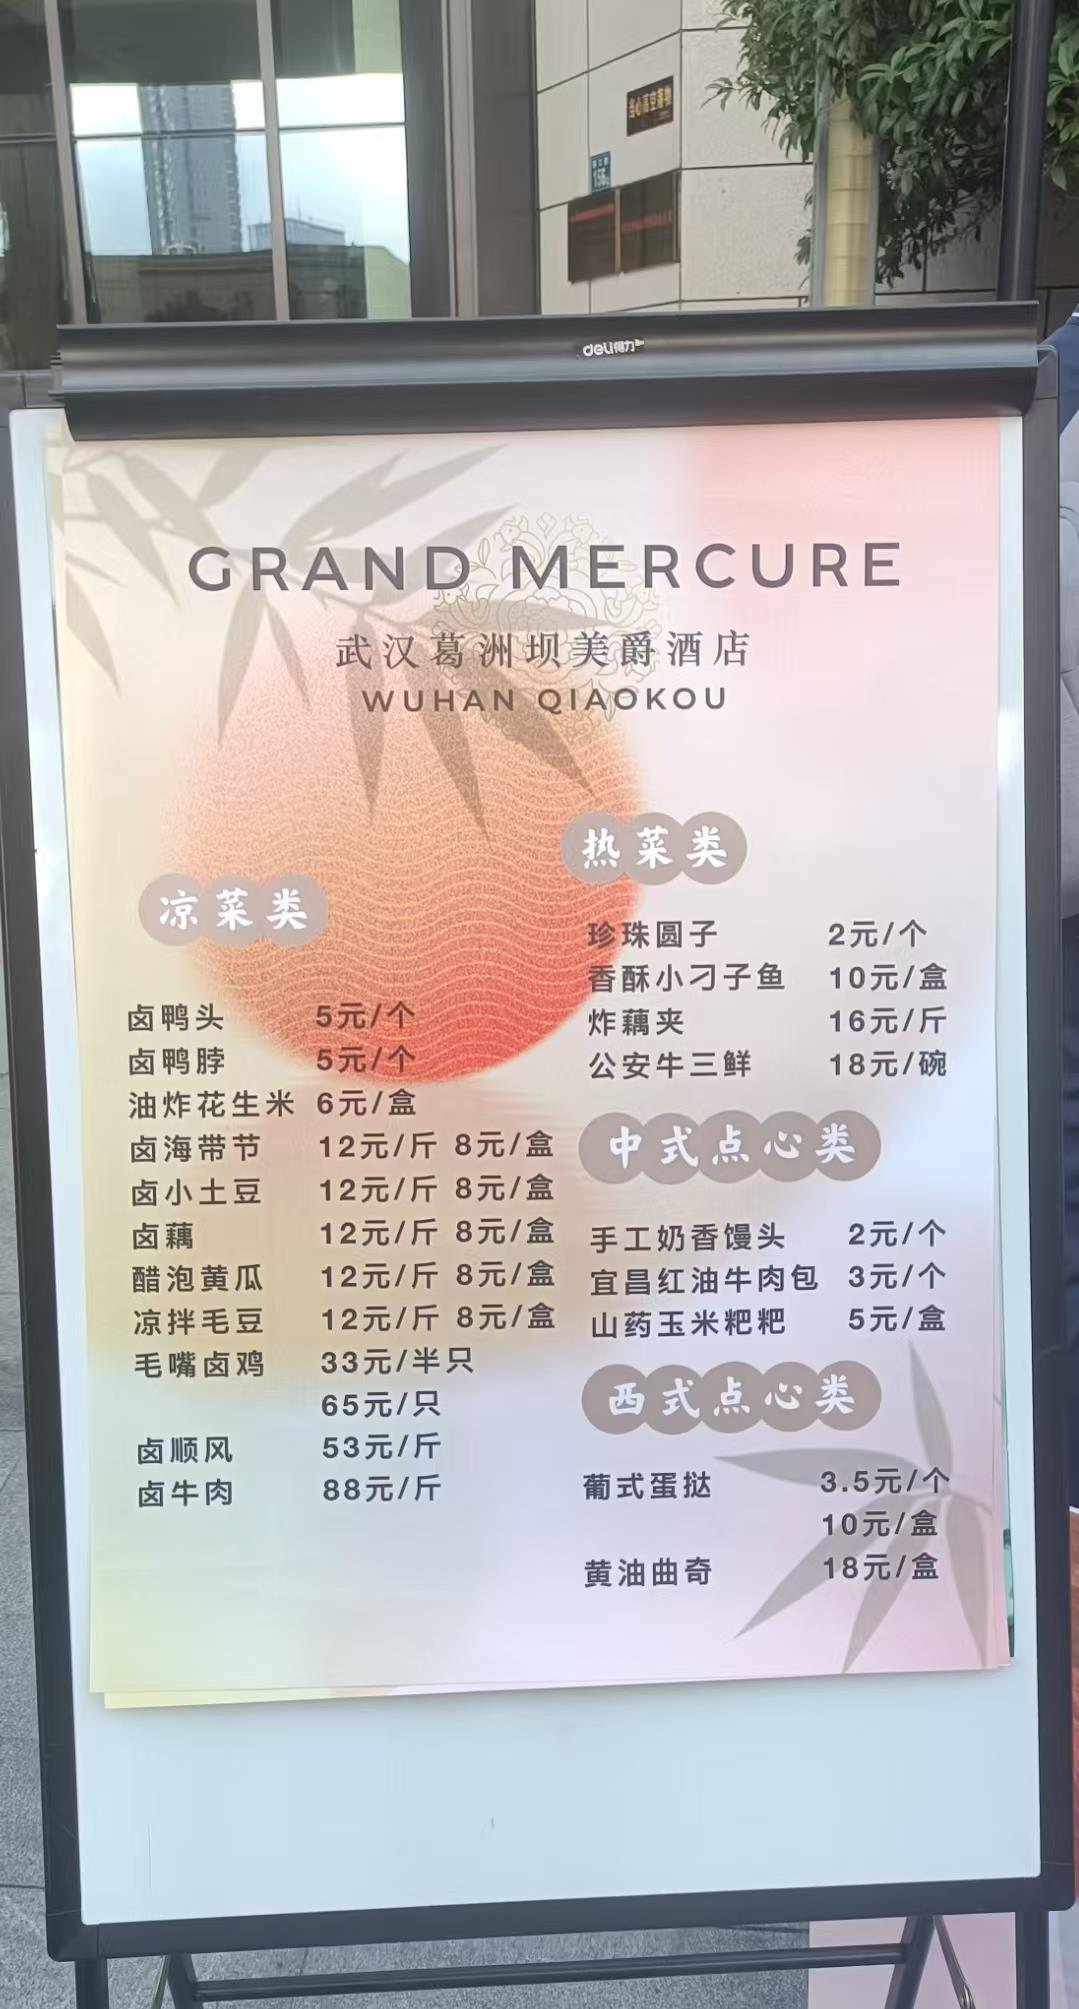 当心高空落物
156
deli得力
GRAND MERCURE
武汉葛洲坝美爵酒店
WUHAN QIAOKOU
凉菜类
卤鸭头 5元/个
卤鸭脖 5元/个
油炸花生米 6元/盒
卤海带节 12元/斤 8元/盒
卤小土豆 12元/斤 8元/盒
卤藕 12元/斤 8元/盒
醋泡黄瓜 12元/斤 8元/盒
凉拌毛豆 12元/斤 8元/盒
毛嘴卤鸡 33元/半只
65元/只
卤顺风 53元/斤
卤牛肉 88元/斤
热菜类
珍珠圆子 2元/个
香酥小刁子鱼 10元/盒
炸藕夹 16元/斤
公安牛三鲜 18元/碗
中式点心类
手工奶香馒头 2元/个
宜昌红油牛肉包 3元/个
山药玉米粑粑 5元/盒
西式点心类
葡式蛋挞 3.5元/个
10元/盒
黄油曲奇 18元/盒